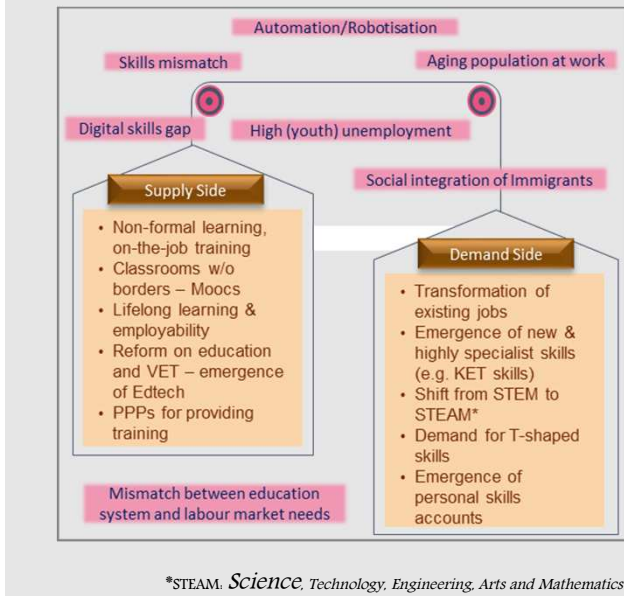 Automation/Robotisation
Skills mismatch
Aging population at work
Digital skills gap
High (youth) unemployment
Social integration of Immigrants
Supply Side
• Non-formal learning,
on-the-job training
• Classrooms w/o
borders – Moocs
• Lifelong learning &
employability
• Reform on education
and VET – emergence
of Edtech
• PPPs for providing
training
Demand Side
• Transformation of
existing jobs
• Emergence of new &
highly specialist skills
(e.g. KET skills)
• Shift from STEM to
STEAM*
• Demand for T-shaped
skills
• Emergence of
personal skills
accounts
Mismatch between education
system and labour market needs
*STEAM: Science, Technology, Engineering, Arts and Mathematics